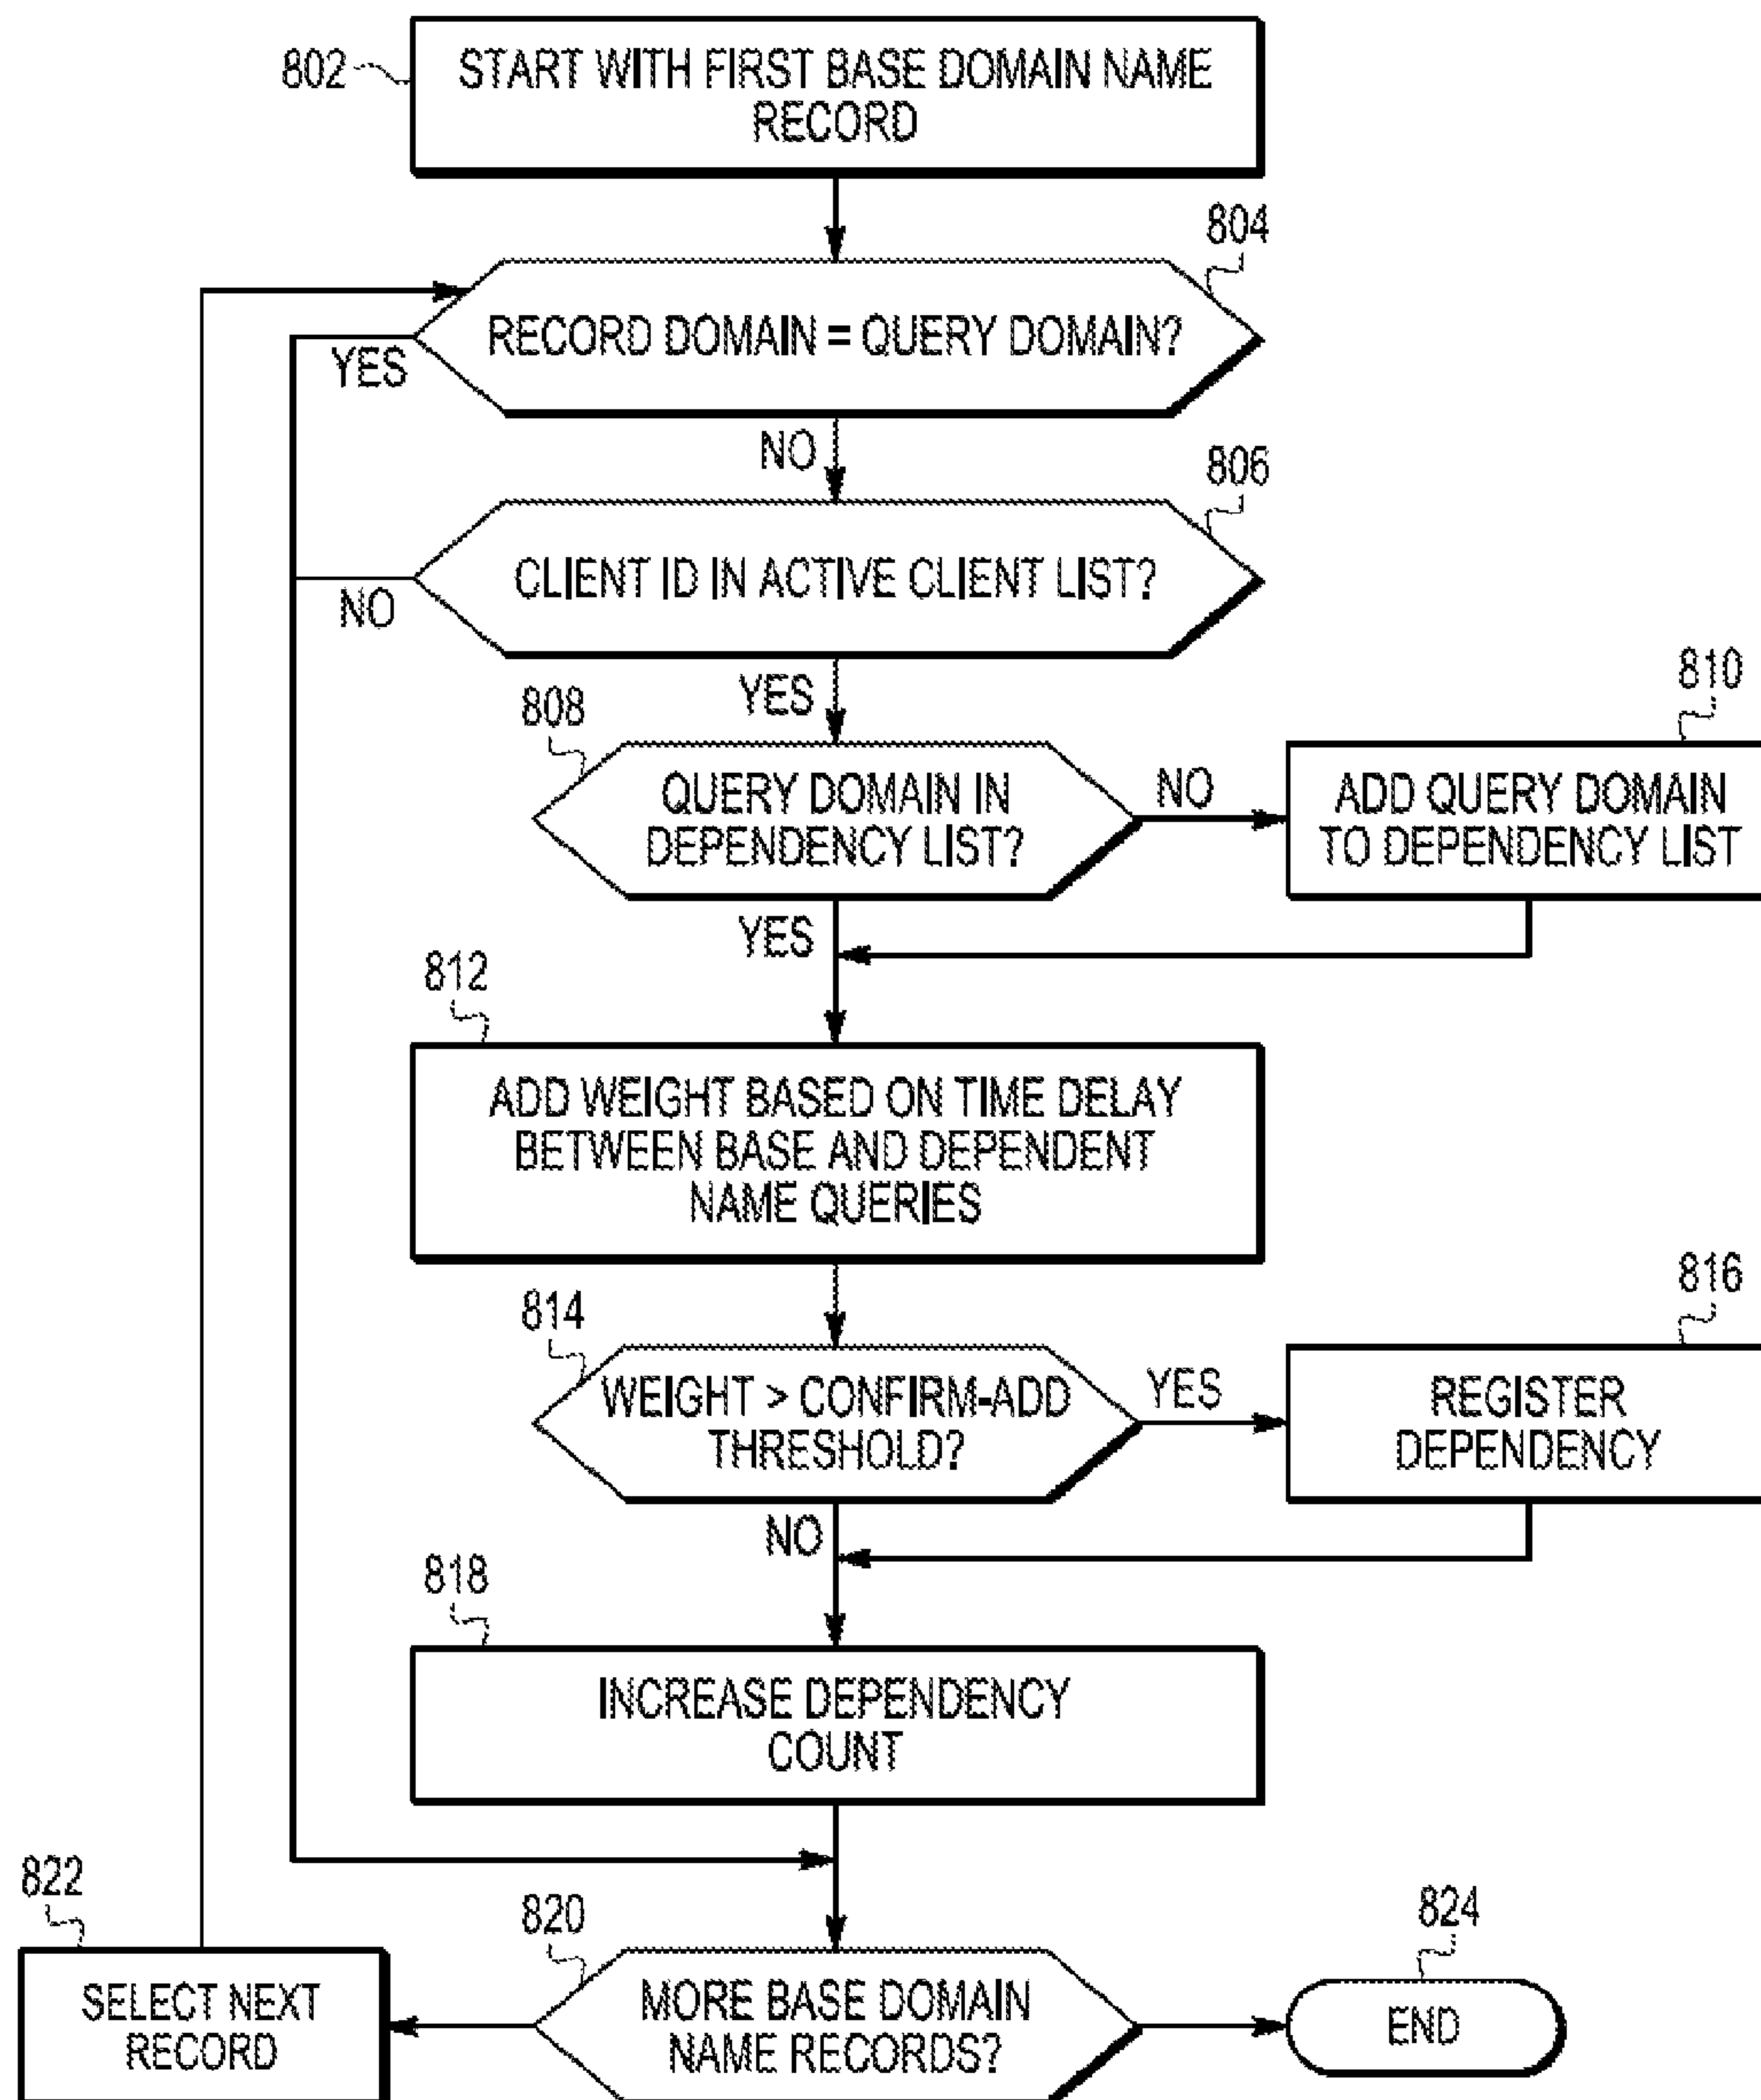 802
START WITH FIRST BASE DOMAIN NAME
RECORD
804
RECORD DOMAIN = QUERY DOMAIN?
YES
NO
806
CLIENT ID IN ACTIVE CLIENT LIST?
NO
YES
808
QUERY DOMAIN IN
DEPENDENCY LIST?
NO
810
ADD QUERY DOMAIN
TO DEPENDENCY LIST
YES
812
ADD WEIGHT BASED ON TIME DELAY
BETWEEN BASE AND DEPENDENT
NAME QUERIES
814
WEIGHT > CONFIRM-ADD
THRESHOLD?
YES
816
REGISTER
DEPENDENCY
NO
818
INCREASE DEPENDENCY
COUNT
822
SELECT NEXT
RECORD
820
MORE BASE DOMAIN
NAME RECORDS?
824
END